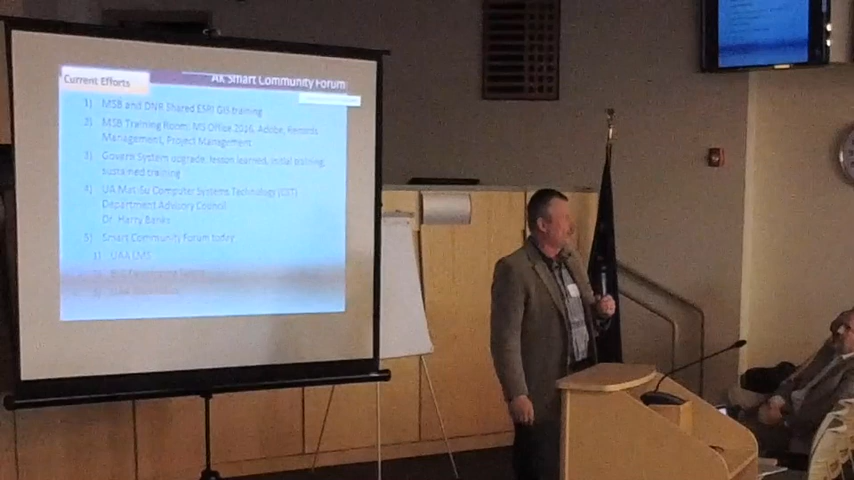 Current Efforts
AK Smart Community Forum
1) MSB and DNR Shared ESRI GIS training
2) MSB Training Room: MS Office 2016, Adobe, Records
Management, Project Management
3) Govern System upgrade: lesson learned, initial training,
sustained training
4) UA Mat-Su Computer Systems Technology (CST)
Department Advisory Council
Dr. Harry Banks
5) Smart Community Forum today
1) UAA LMS